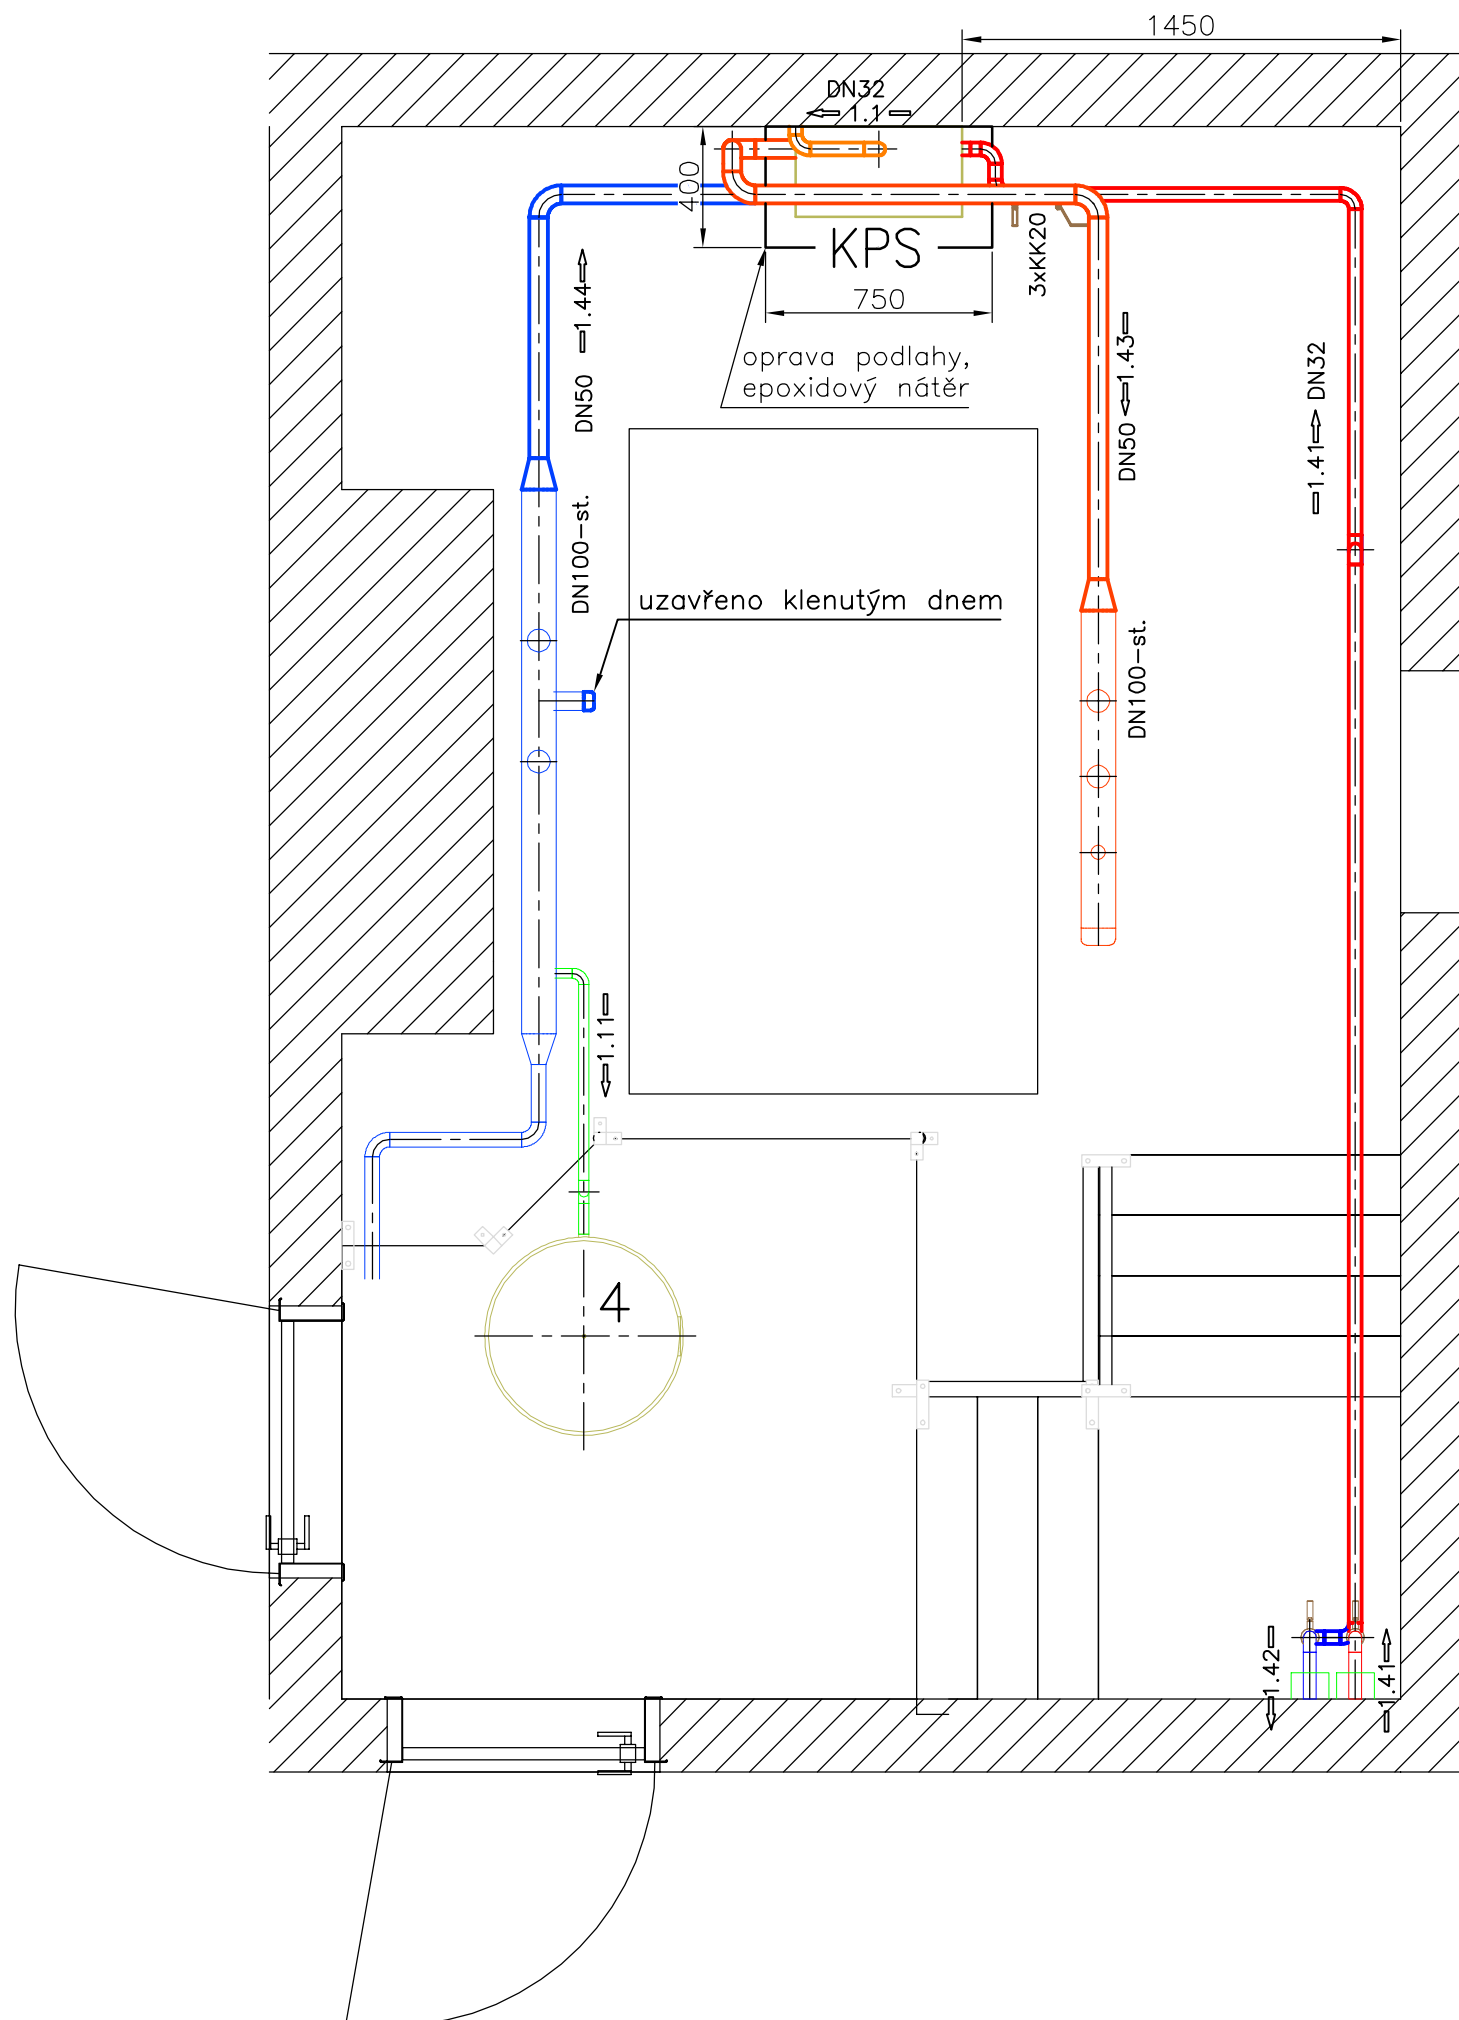 1450
DN32
1.1
400
KPS
3xKK20
750
oprava podlahy,
epoxidový nátěr
1.44
DN50
1.43
DN50
DN32
1.41
DN100-st.
uzavřeno klenutým dnem
DN100-st.
1.11
4
1.42
1.41